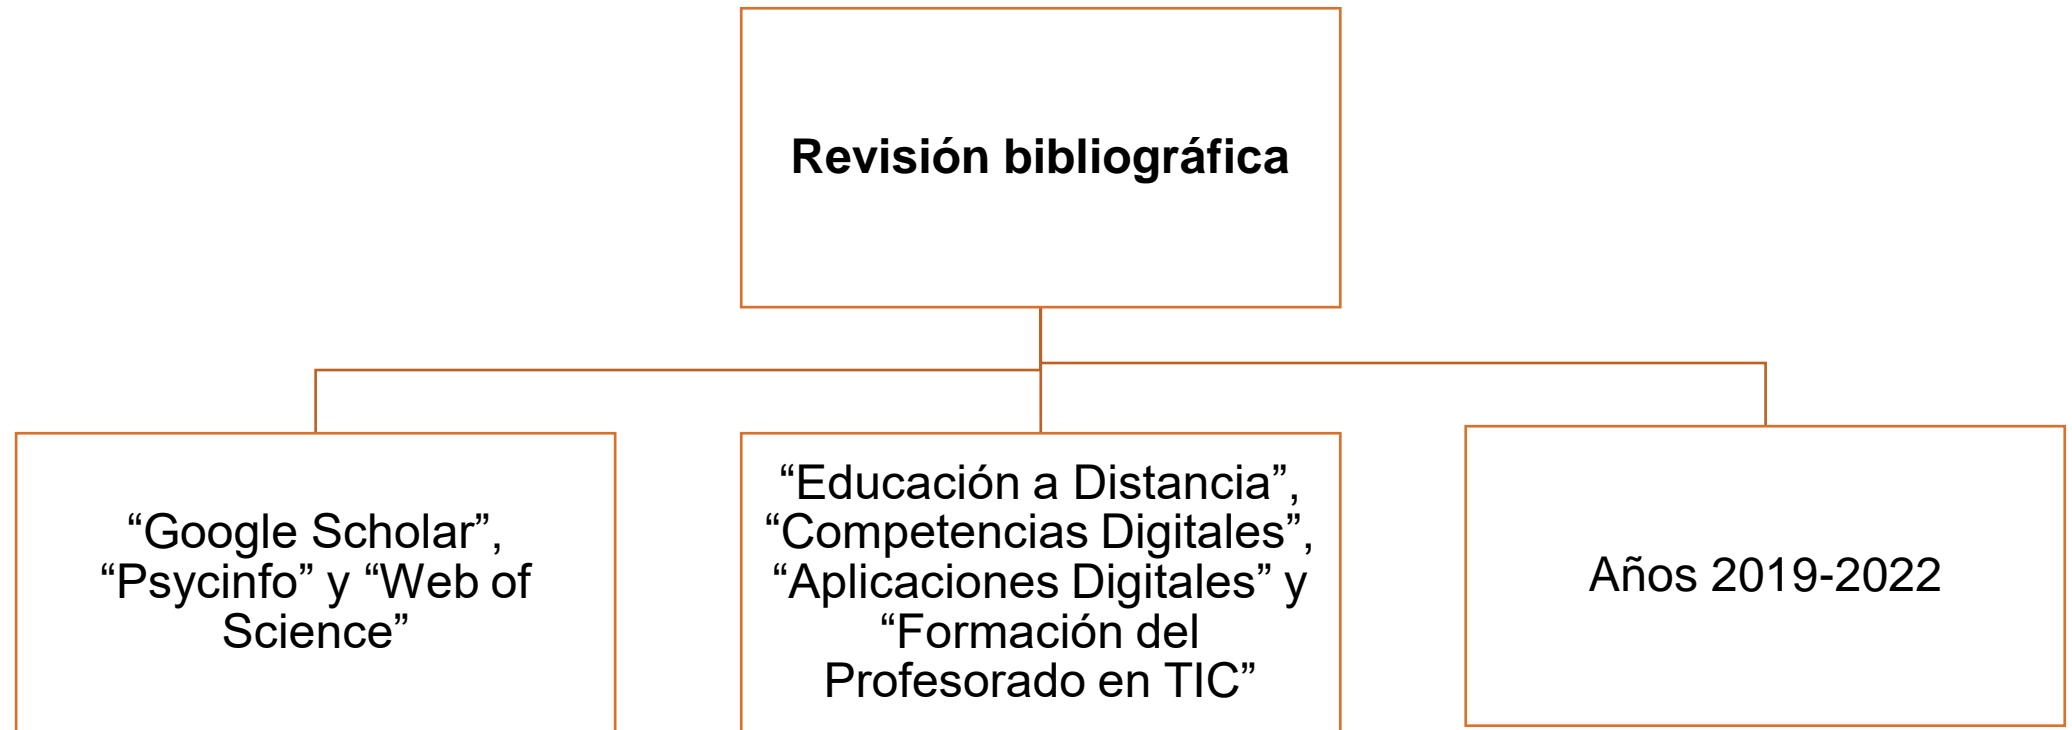 Revisión bibliográfica
“Google Scholar”,
“Psycinfo” y “Web of
Science”
“Educación a Distancia”,
“Competencias Digitales”,
“Aplicaciones Digitales” y
“Formación del
Profesorado en TIC”
Años 2019-2022